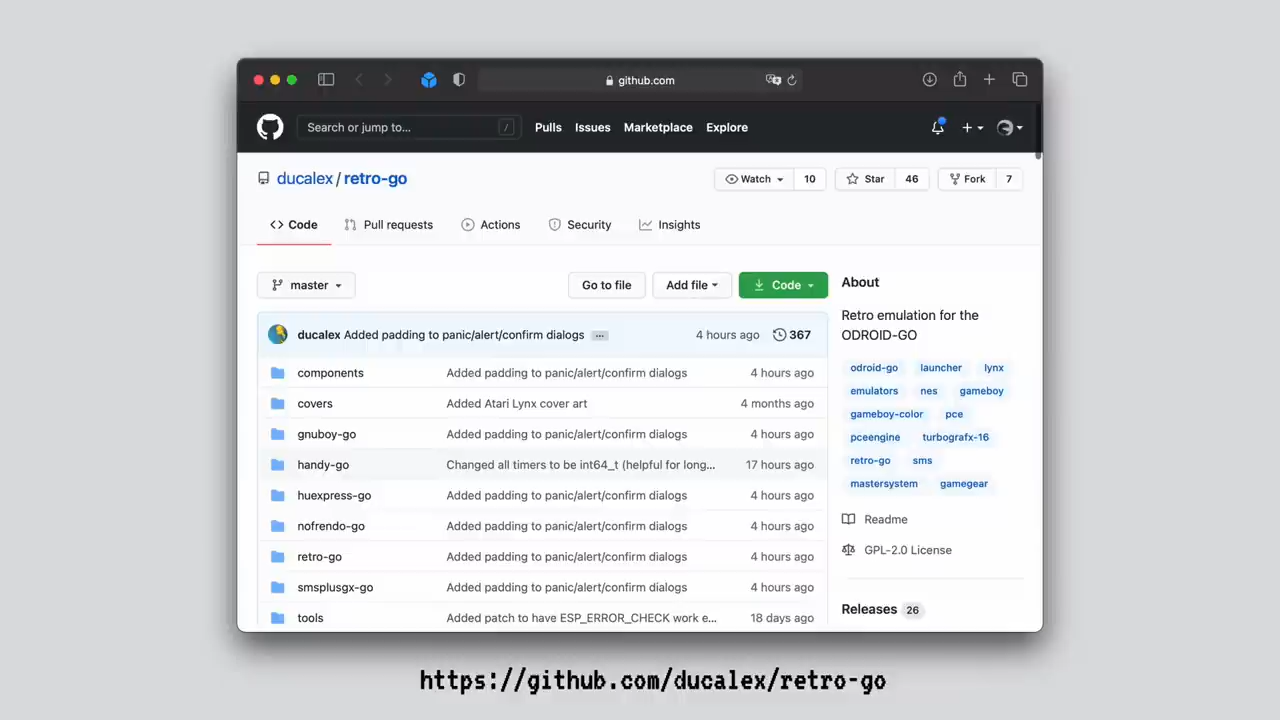 github.com
Search or jump to... /
Pulls Issues Marketplace Explore
ducalex / retro-go
Watch 10 Star 46 Fork 7
Code Pull requests Actions Security Insights
master Go to file Add file Code
About
Retro emulation for the
ODROID-GO
ducalex Added padding to panic/alert/confirm dialogs ... 4 hours ago 367
components Added padding to panic/alert/confirm dialogs 4 hours ago
covers Added Atari Lynx cover art 4 months ago
gnuboy-go Added padding to panic/alert/confirm dialogs 4 hours ago
handy-go Changed all timers to be int64_t (helpful for long... 17 hours ago
huexpress-go Added padding to panic/alert/confirm dialogs 4 hours ago
nofrendo-go Added padding to panic/alert/confirm dialogs 4 hours ago
retro-go Added padding to panic/alert/confirm dialogs 4 hours ago
smsplusgx-go Added padding to panic/alert/confirm dialogs 4 hours ago
tools Added patch to have ESP_ERROR_CHECK work e... 18 days ago
odroid-go launcher lynx
emulators nes gameboy
gameboy-color pce
pceengine turbografx-16
retro-go sms
mastersystem gamegear
Readme
GPL-2.0 License
Releases 26
https://github.com/ducalex/retro-go